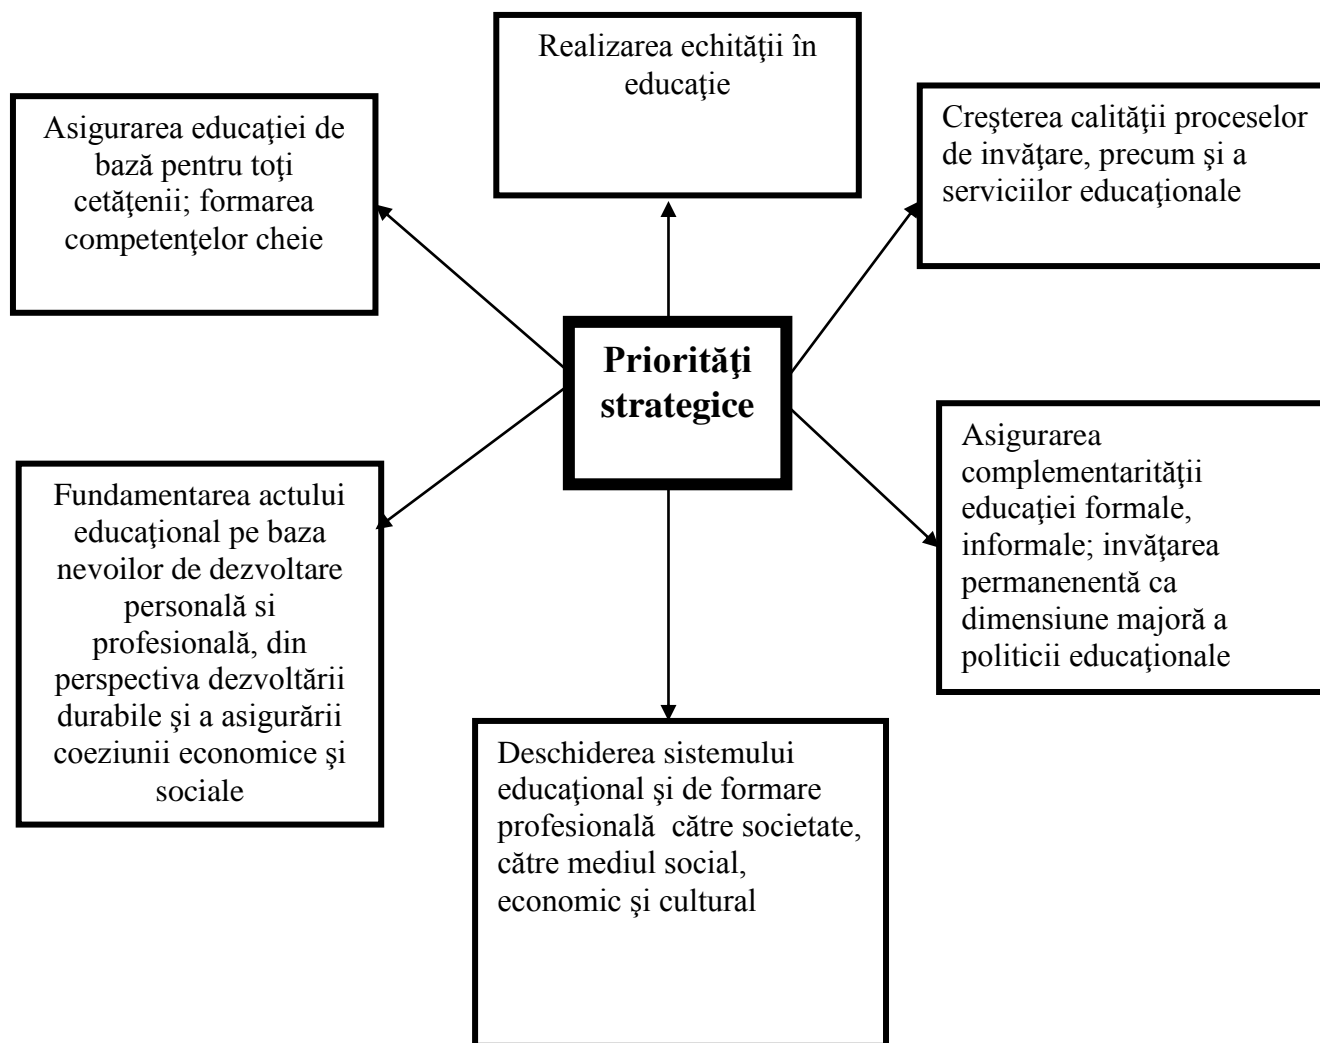 Realizarea echităţii în
educaţie
Asigurarea educaţiei de
bază pentru toţi
cetăţenii; formarea
competenţelor cheie
Creşterea calităţii proceselor
de invăţare, precum şi a
serviciilor educaţionale
Priorităţi
strategice
Fundamentarea actului
educaţional pe baza
nevoilor de dezvoltare
personală si
profesională, din
perspectiva dezvoltării
durabile şi a asigurării
coeziunii economice şi
sociale
Asigurarea
complementarităţii
educaţiei formale,
informale; invăţarea
permanenentă ca
dimensiune majoră a
politicii educaţionale
Deschiderea sistemului
educaţional şi de formare
profesională către societate,
către mediul social,
economic şi cultural